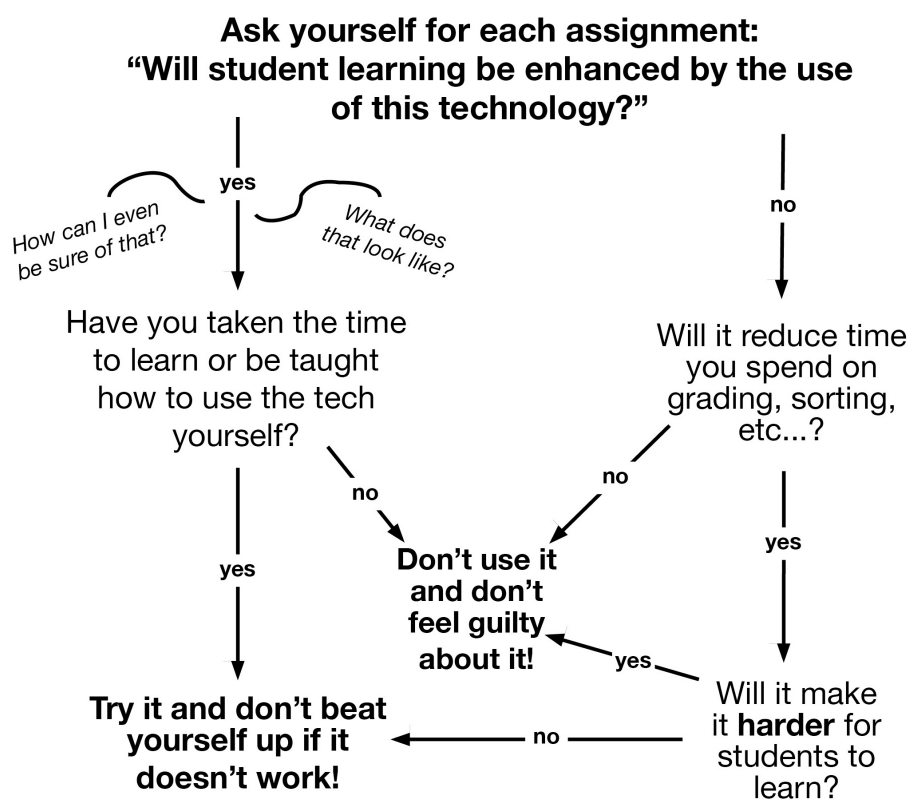 Ask yourself for each assignment:
“Will student learning be enhanced by the use
of this technology?”
yes
no
How can I even
be sure of that?
What does
that look like?
Have you taken the time
to learn or be taught
how to use the tech
yourself?
Will it reduce time
you spend on
grading, sorting,
etc...?
no
no
yes
yes
Don’t use it
and don’t
feel guilty
about it!
yes
Try it and don’t beat
yourself up if it
doesn’t work!
no
Will it make
it harder for
students to
learn?